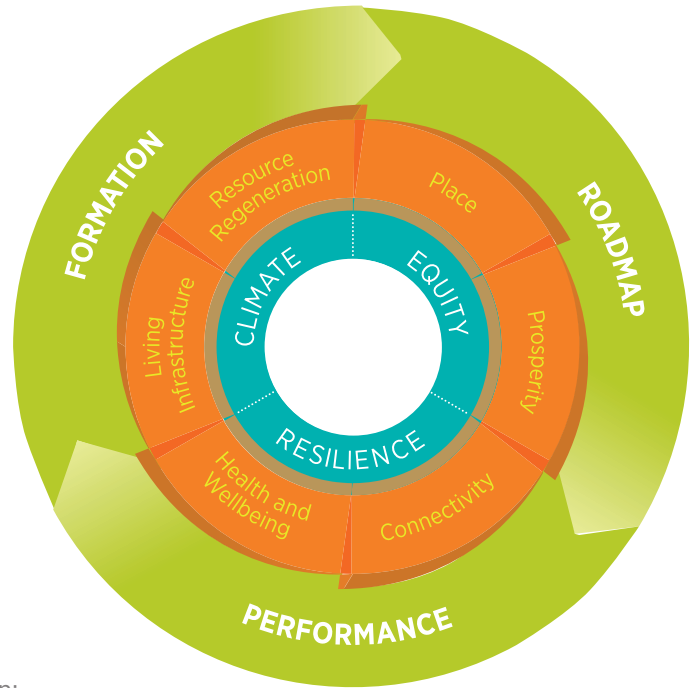 FORMATION
ROADMAP
PERFORMANCE
Resource
Regeneration
Place
Prosperity
Connectivity
Health and
Wellbeing
Living
Infrastructure
CLIMATE
EQUITY
RESILIENCE